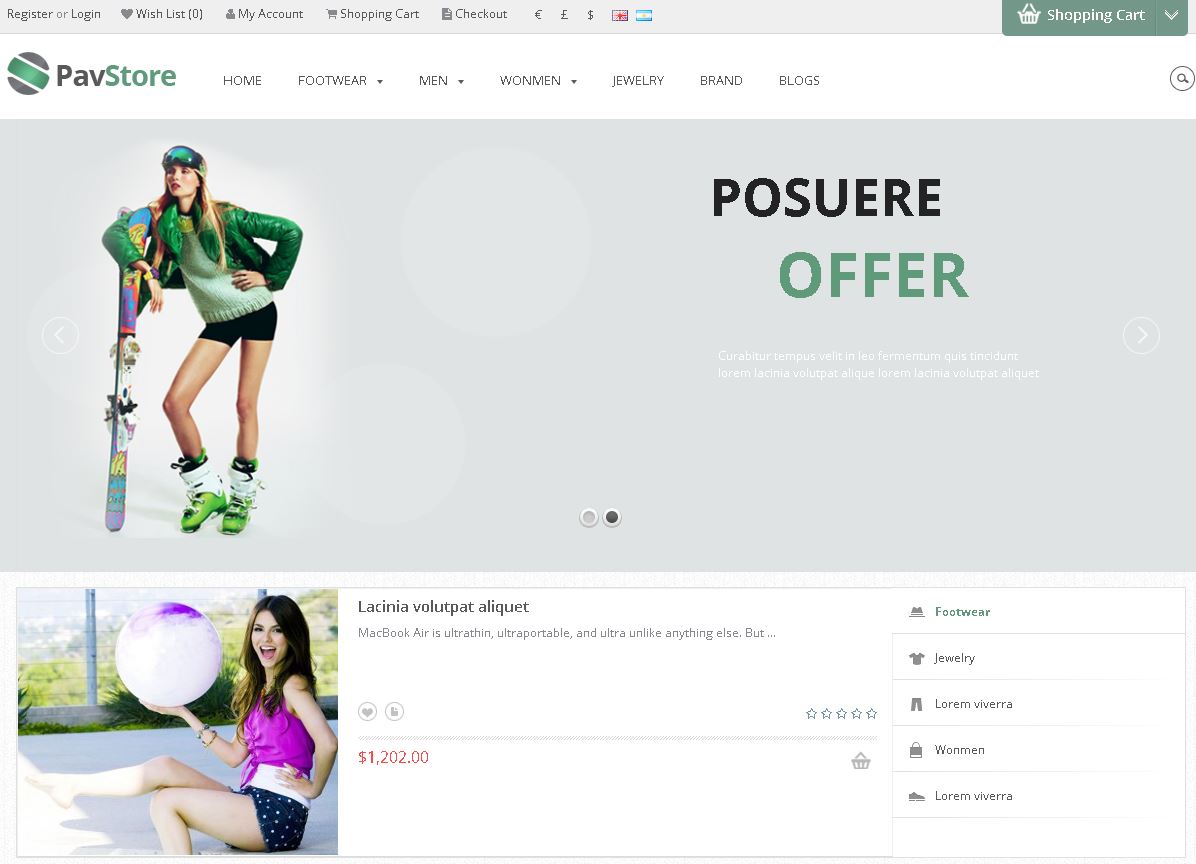 Register or Login
Wish List (0)
My Account
Shopping Cart
Checkout
€
£
$
Shopping Cart
PavStore
HOME
FOOTWEAR
MEN
WONMEN
JEWELRY
BRAND
BLOGS
POSUERE
OFFER
Curabitur tempus velit in leo fermentum quis tincidunt
lorem lacinia volutpat alique lorem lacinia volutpat aliquet
Lacinia volutpat aliquet
MacBook Air is ultrathin, ultraportable, and ultra unlike anything else. But ...
$1,202.00
Footwear
Jewelry
Lorem viverra
Wonmen
Lorem viverra